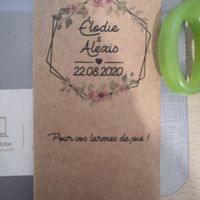 Élodie
&
Alexis
22.08.2020
Pour vos larmes de joie !